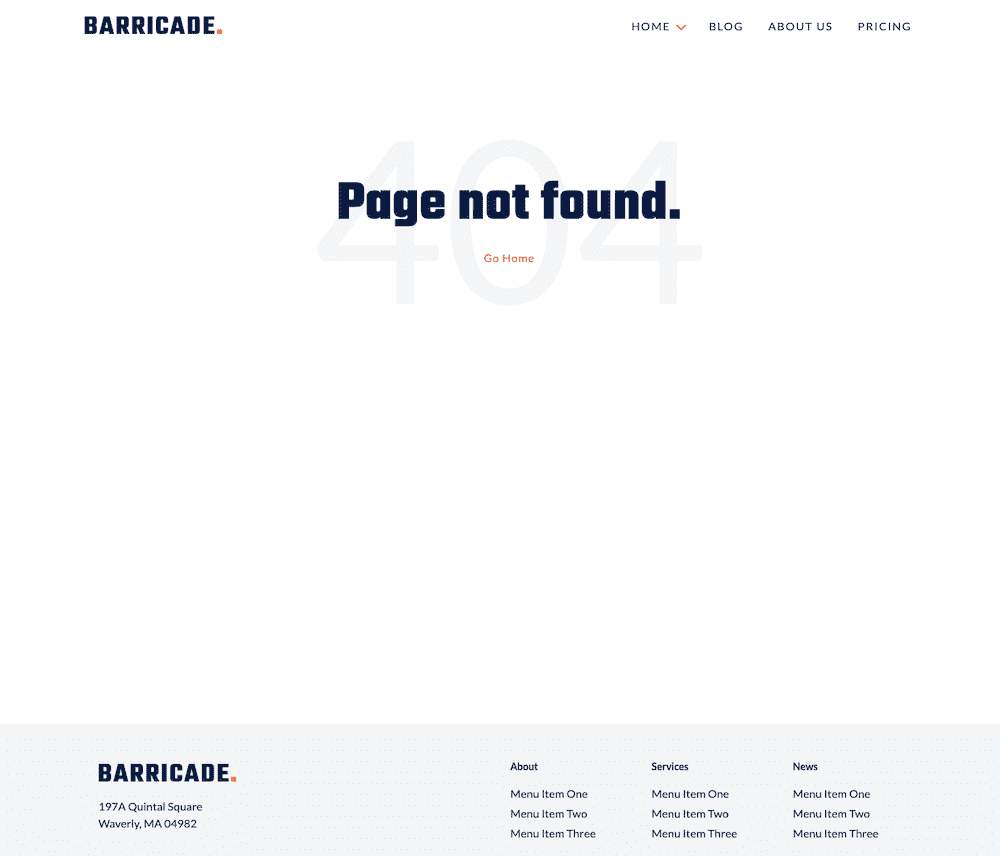 BARRICADE.
HOME BLOG ABOUT US PRICING
404
Page not found.
Go Home
BARRICADE.
197A Quintal Square
Waverly, MA 04982
About
Menu Item One
Menu Item Two
Menu Item Three
Services
Menu Item One
Menu Item Two
Menu Item Three
News
Menu Item One
Menu Item Two
Menu Item Three